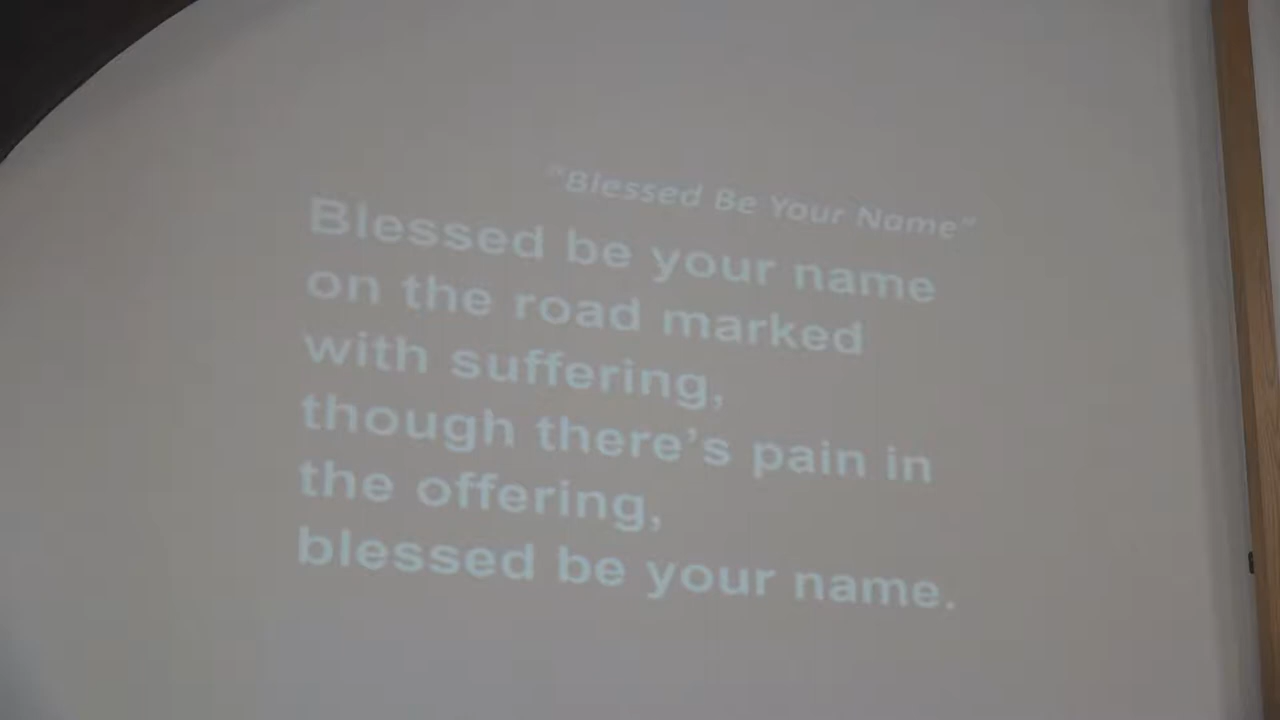 "Blessed Be Your Name"
Blessed be your name
on the road marked
with suffering,
though there's pain in
the offering,
blessed be your name.